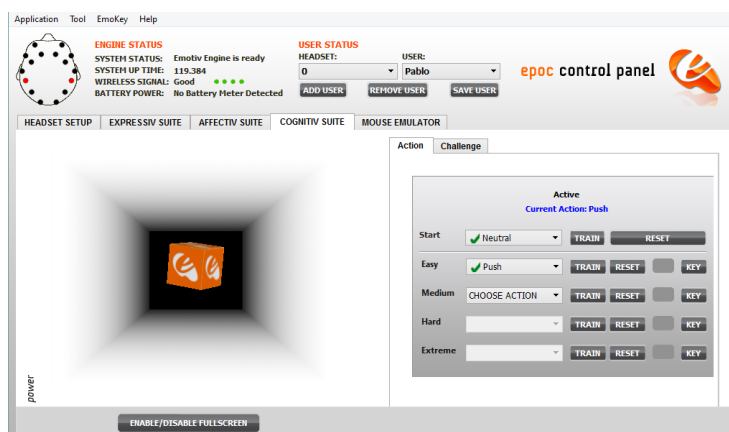 Application Tool EmoKey Help
ENGINE STATUS
SYSTEM STATUS: Emotiv Engine is ready
SYSTEM UP TIME: 119.384
WIRELESS SIGNAL: Good
BATTERY POWER: No Battery Meter Detected
USER STATUS
HEADSET: USER:
0 Pablo
ADD USER REMOVE USER SAVE USER
epoc control panel
HEADSET SETUP EXPRESSIV SUITE AFFECTIV SUITE COGNITIV SUITE MOUSE EMULATOR
Action Challenge
Active
Current Action: Push
Start Neutral TRAIN RESET
Easy Push TRAIN RESET KEY
Medium CHOOSE ACTION TRAIN RESET KEY
Hard TRAIN RESET KEY
Extreme TRAIN RESET KEY
power
ENABLE/DISABLE FULLSCREEN